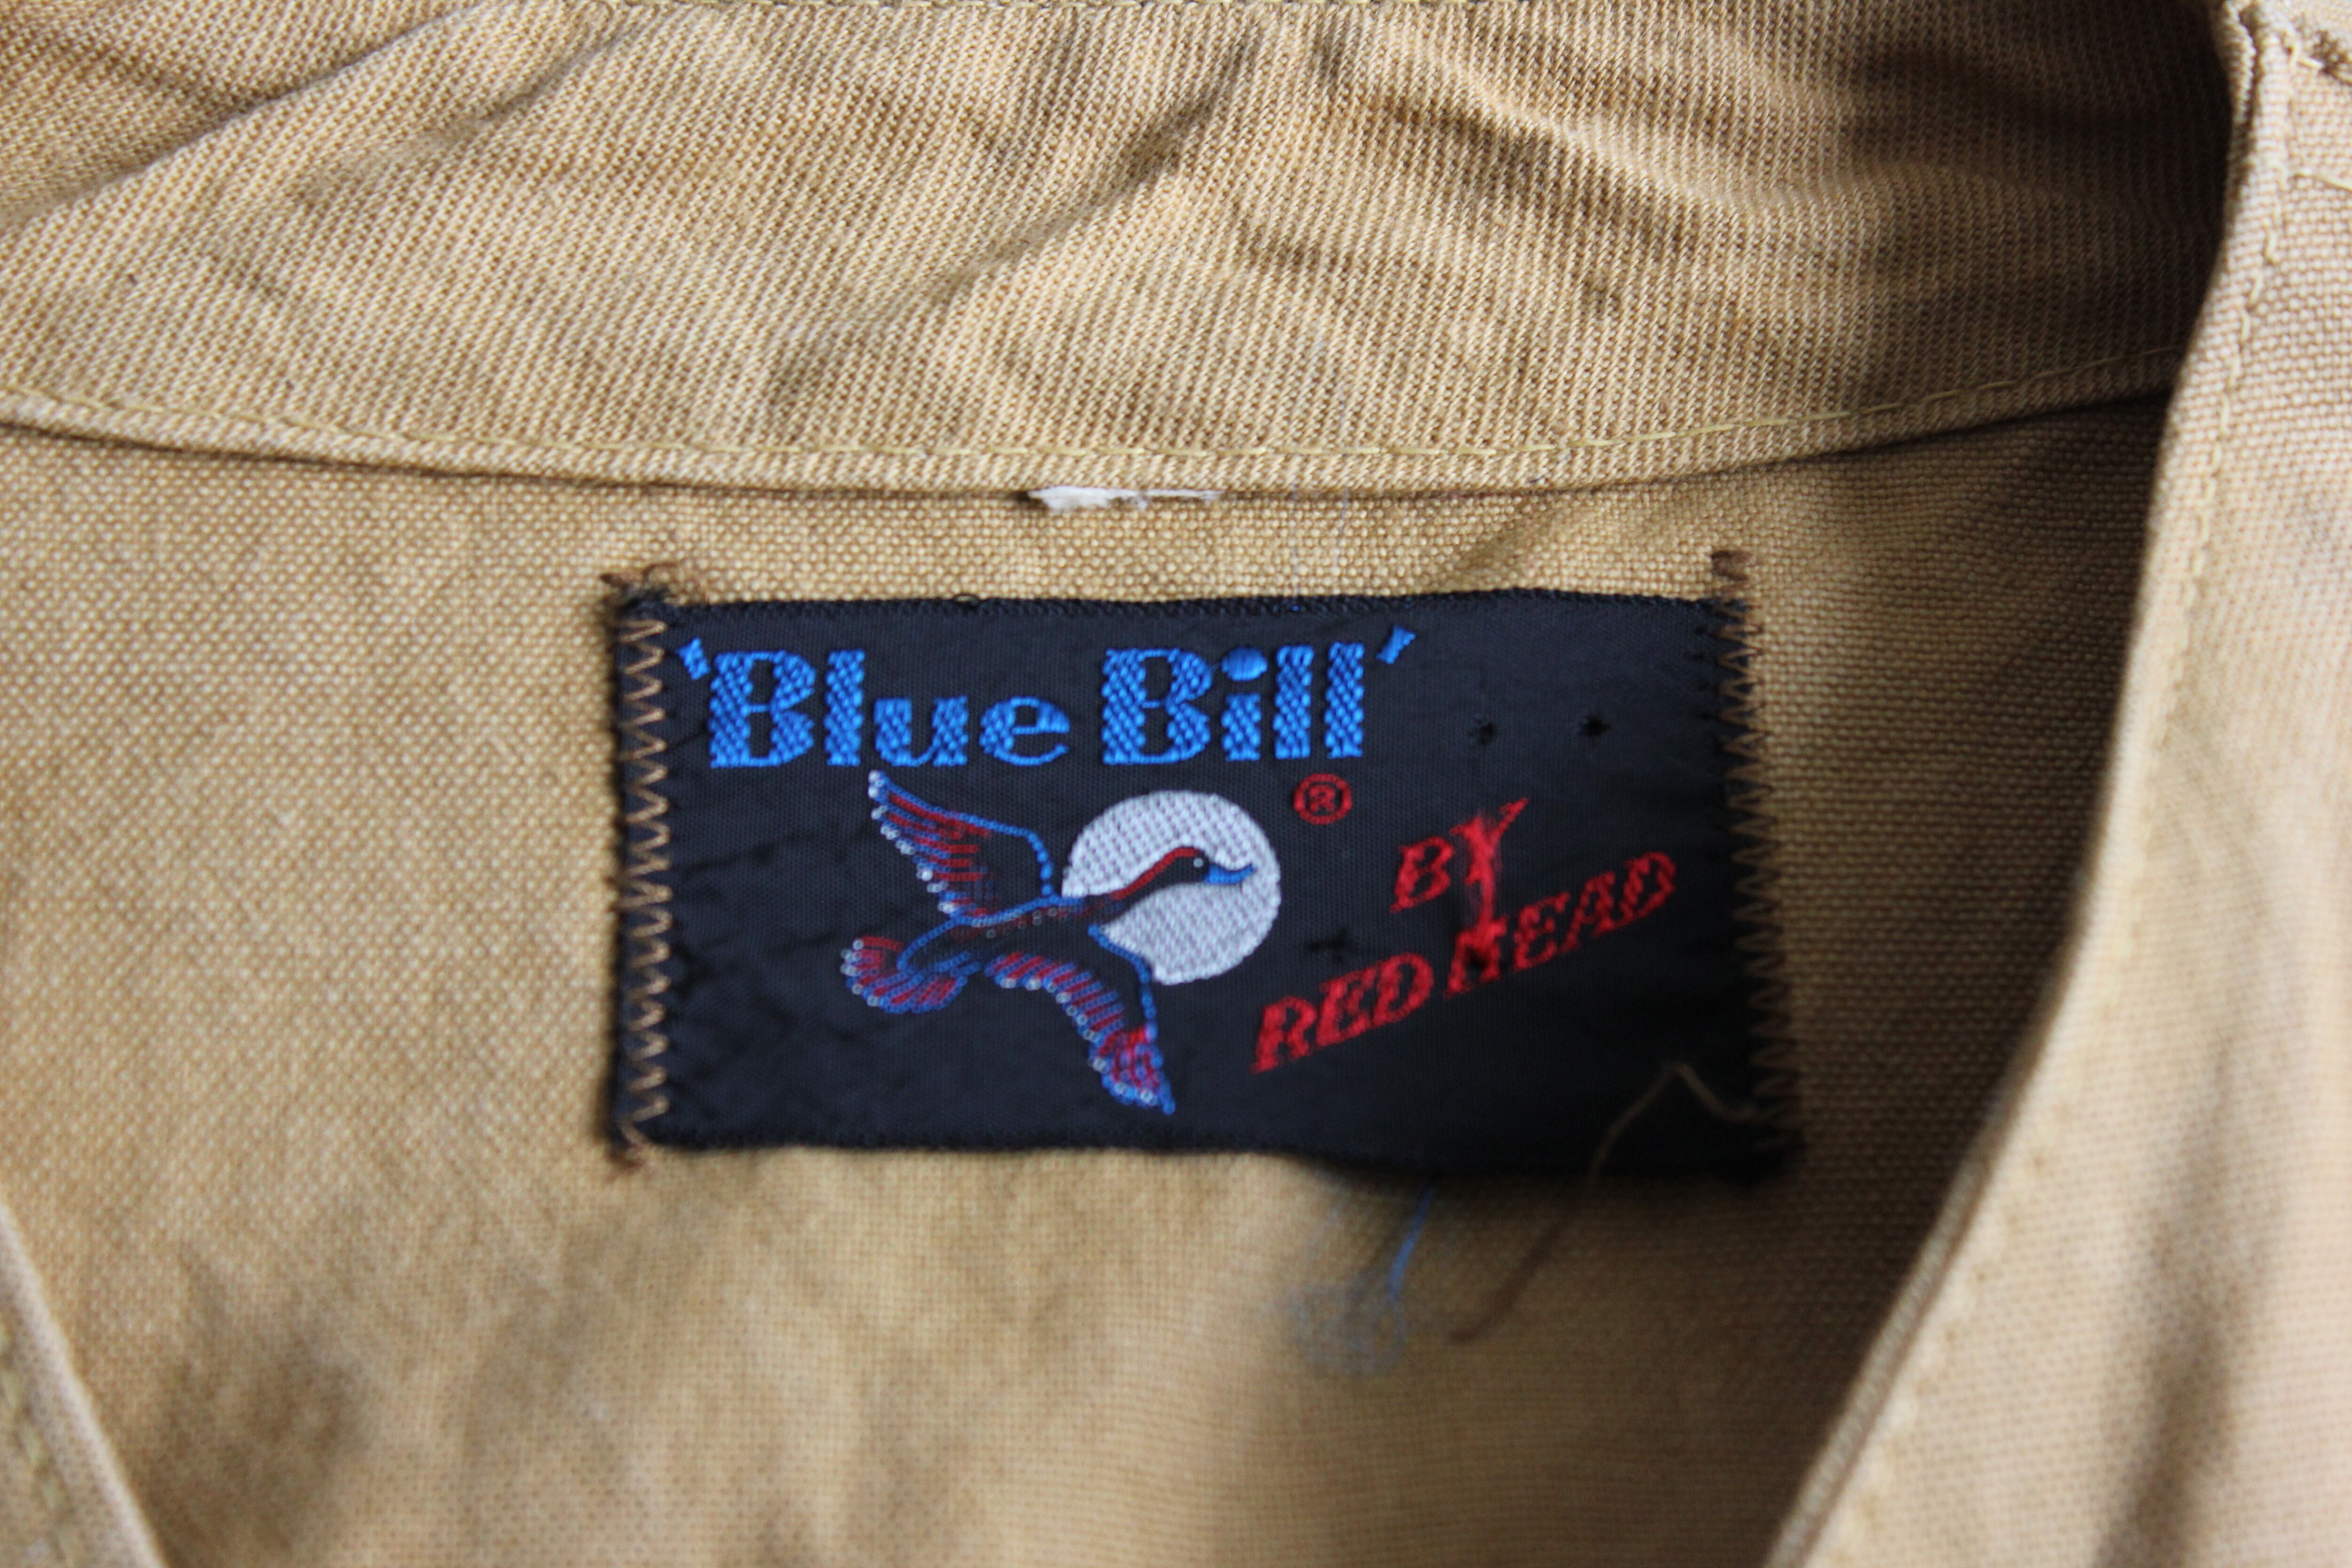 'Blue Bill'
®
BY
RED HEAD